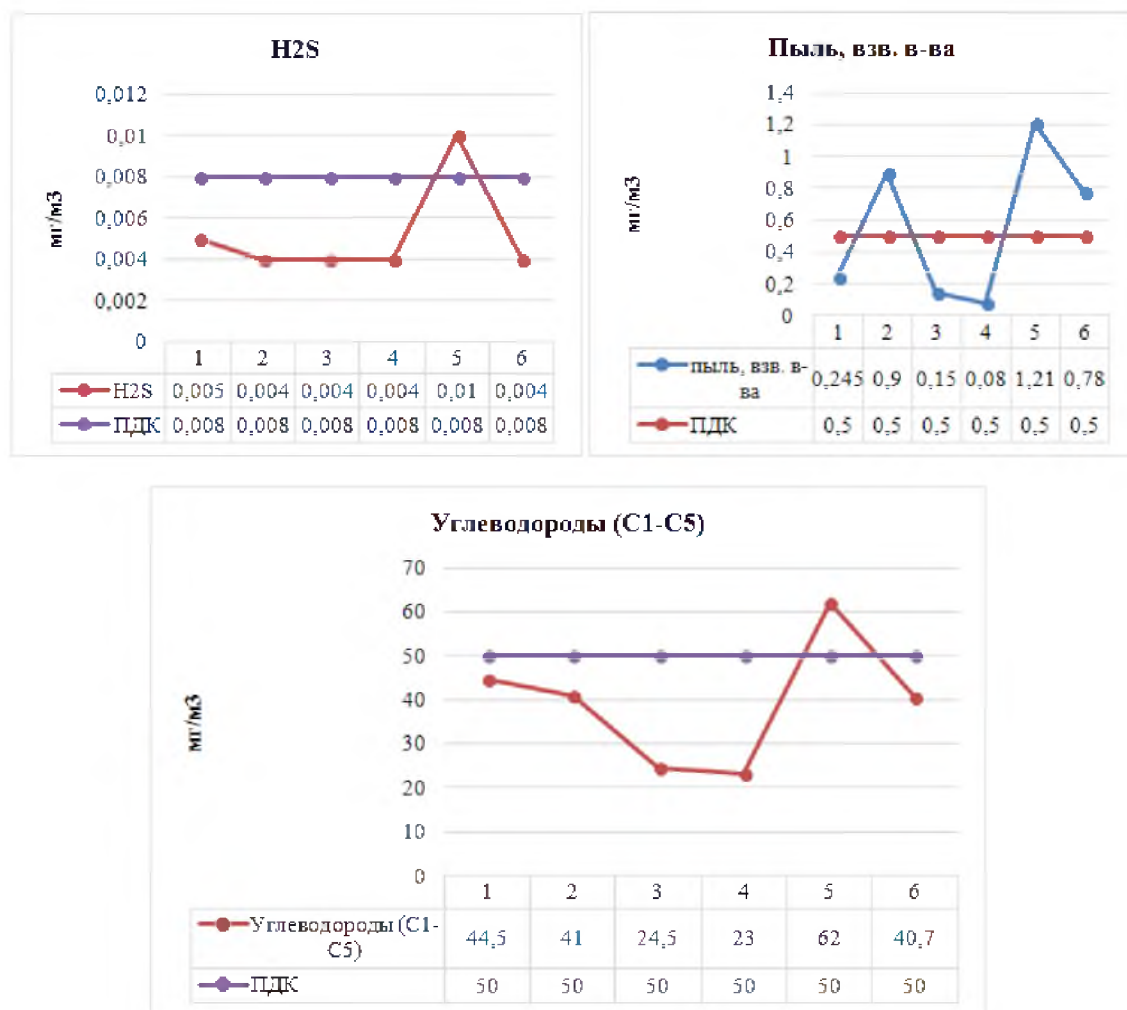 H2S
мг/м3
0,012
0,01
0,008
0,006
0,004
0,002
0
1 2 3 4 5 6
H2S 0,005 0,004 0,004 0,004 0,01 0,004
ПДК 0,008 0,008 0,008 0,008 0,008 0,008
Пыль, взв. в-ва
мг/м3
1,4
1,2
1
0,8
0,6
0,4
0,2
0
1 2 3 4 5 6
пыль, взв. в-
ва
0,245 0,9 0,15 0,08 1,21 0,78
ПДК 0,5 0,5 0,5 0,5 0,5 0,5
Углеводороды (С1-С5)
мг/м3
70
60
50
40
30
20
10
0
1 2 3 4 5 6
Углеводороды (С1-
С5)
44,5 41 24,5 23 62 40,7
ПДК 50 50 50 50 50 50